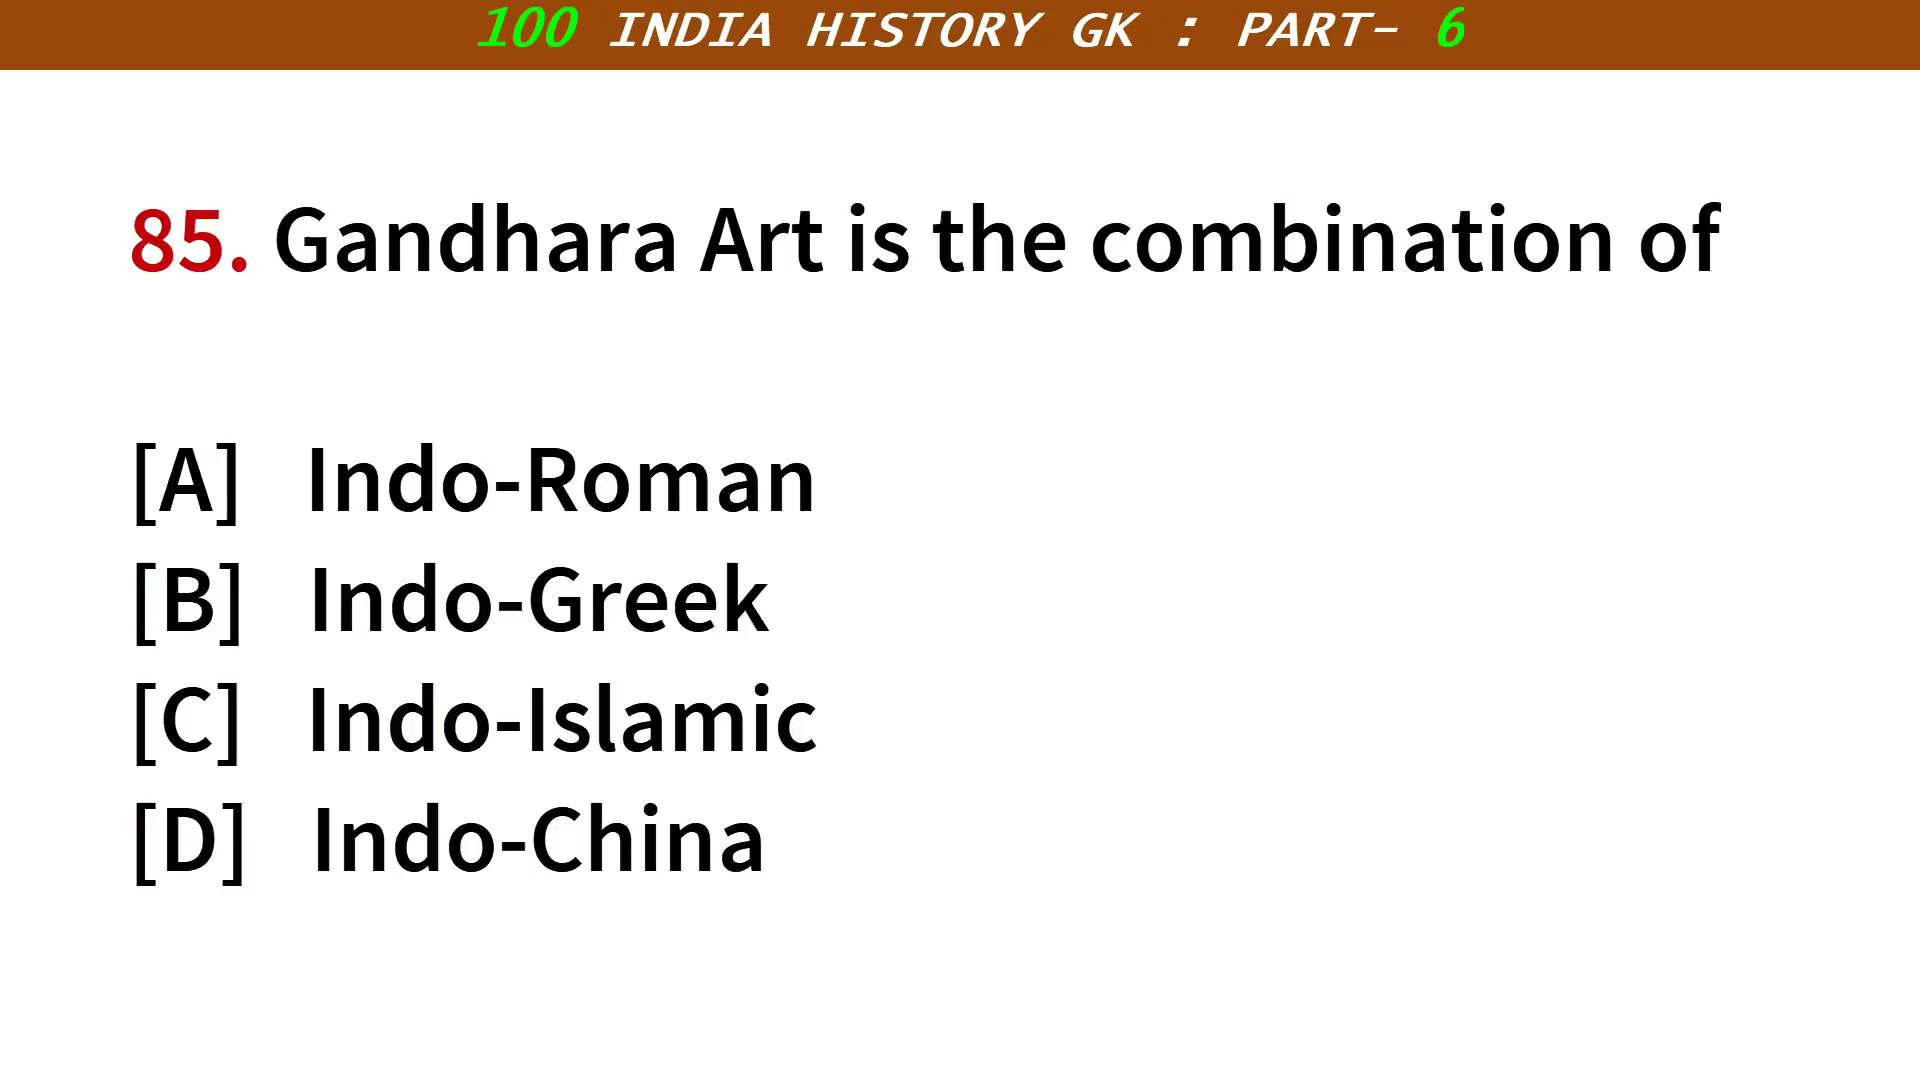 100 INDIA HISTORY GK : PART- 6
85. Gandhara Art is the combination of
[A] Indo-Roman
[B] Indo-Greek
[C] Indo-Islamic
[D] Indo-China